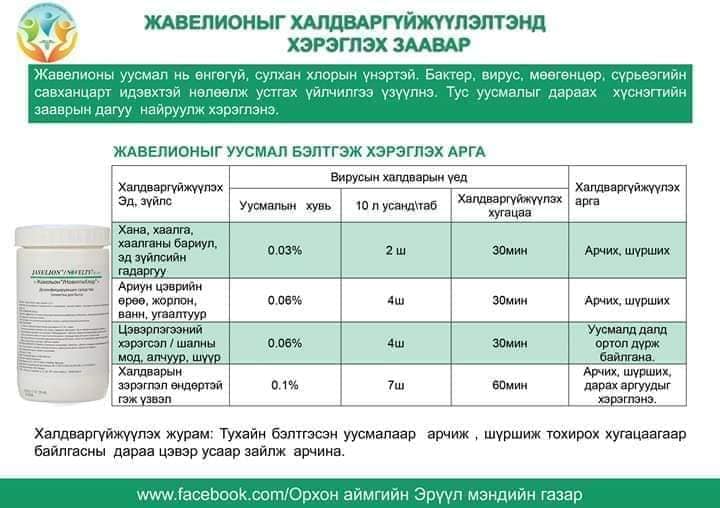 ЖАВЕЛИОНЫГ ХАЛДВАРГҮЙЖҮҮЛЭЛТЭНД
ХЭРЭГЛЭХ ЗААВАР
Жавелионы уусмал нь өнгөгүй, сулхан хлорын үнэртэй. Бактер, вирус, мөөгөнцөр, сүрьеэгийн
савханцарт идэвхтэй нөлөөлж устгах үйлчилгээ үзүүлнэ. Тус уусмалыг дараах хүснэгтийн
зааврын дагуу найруулж хэрэглэнэ.
ЖАВЕЛИОНЫГ УУСМАЛ БЭЛТГЭЖ ХЭРЭГЛЭХ АРГА
Халдваргүйжүүлэх
Эд, зүйлс
Вирусын халдварын үед
Халдваргүйжүүлэх
арга
Уусмалын хувь
10 л усанд\таб
Халдваргүйжүүлэх
хугацаа
Хана, хаалга,
хаалганы бариул,
эд зүйлсийн
гадаргуу
0.03%
2 ш
30мин
Арчих, шүрших
Ариун цэврийн
өрөө, жорлон,
ванн, угаалтуур
0.06%
4ш
30мин
Арчих, шүрших
Цэвэрлэгээний
хэрэгсэл / шалны
мод, алчуур, шүүр
0.06%
4ш
30мин
Уусмалд далд
ортол дүрж
байлгана.
Халдварын
зэрэглэл өндөртэй
гэж үзвэл
0.1%
7ш
60мин
Арчих, шүрших,
дарах аргуудыг
хэрэглэнэ.
JAVELION
Халдваргүйжүүлэх журам: Тухайн бэлтгэсэн уусмалаар арчиж , шүршиж тохирох хугацаагаар
байлгасны дараа цэвэр усаар зайлж арчина.
www.facebook.com/Орхон аймгийн Эрүүл мэндийн газар